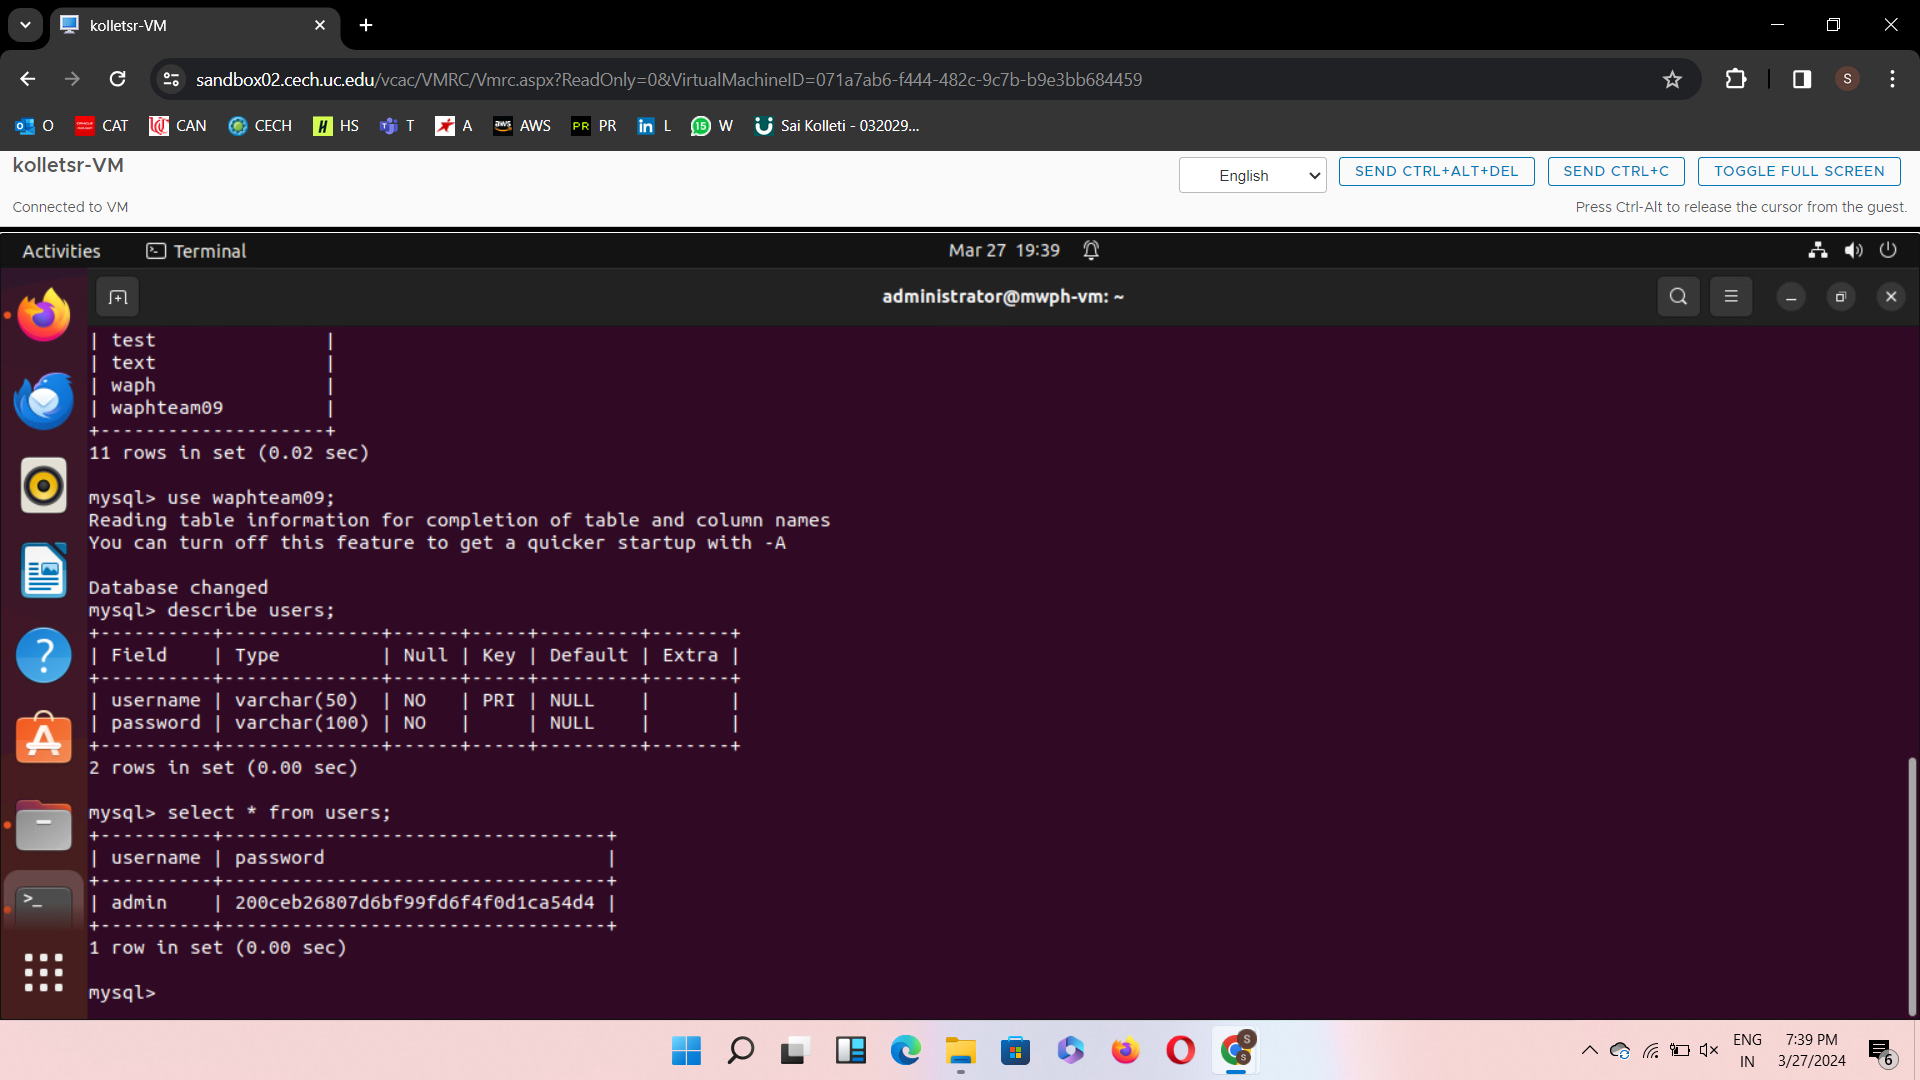 kolletsr-VM
sandbox02.cech.uc.edu/vcac/VMRC/Vmrc.aspx?ReadOnly=0&VirtualMachineID=071a7ab6-f444-482c-9c7b-b9e3bb684459
S
O CAT CAN CECH HS T A AWS PR PR L W Sai Kolleti - 032029...
kolletsr-VM
English SEND CTRL+ALT+DEL SEND CTRL+C TOGGLE FULL SCREEN
Connected to VM Press Ctrl-Alt to release the cursor from the guest.
Activities Terminal Mar 27 19:39
administrator@mwph-vm: ~
| test                |
| text                |
| waph                |
| waphteam09          |
+---------------------+
11 rows in set (0.02 sec)
mysql> use waphteam09;
Reading table information for completion of table and column names
You can turn off this feature to get a quicker startup with -A
Database changed
mysql> describe users;
+----------+--------------+------+-----+---------+-------+
| Field    | Type         | Null | Key | Default | Extra |
+----------+--------------+------+-----+---------+-------+
| username | varchar(50)  | NO   | PRI | NULL    |       |
| password | varchar(100) | NO   |     | NULL    |       |
+----------+--------------+------+-----+---------+-------+
2 rows in set (0.00 sec)
mysql> select * from users;
+----------+----------------------------------+
| username | password                         |
+----------+----------------------------------+
| admin    | 200ceb26807d6bf99fd6f4f0d1ca54d4 |
+----------+----------------------------------+
1 row in set (0.00 sec)
mysql>
ENG 7:39 PM
IN 3/27/2024 6